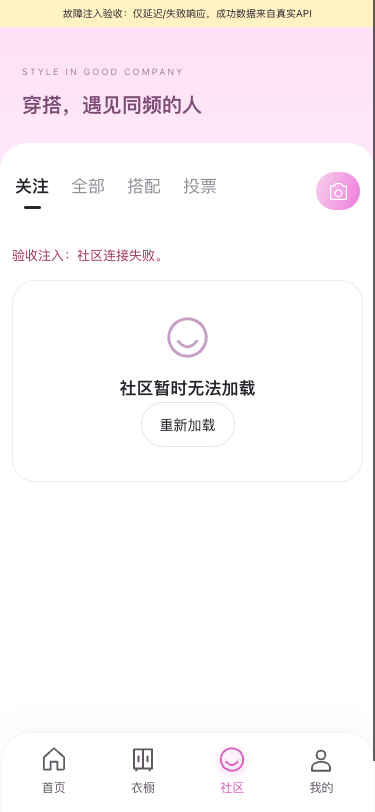 故障注入验收：仅延迟/失败响应，成功数据来自真实API
STYLE IN GOOD COMPANY
穿搭，遇见同频的人
关注 全部 搭配 投票
验收注入：社区连接失败。
社区暂时无法加载
重新加载
首页 衣橱 社区 我的